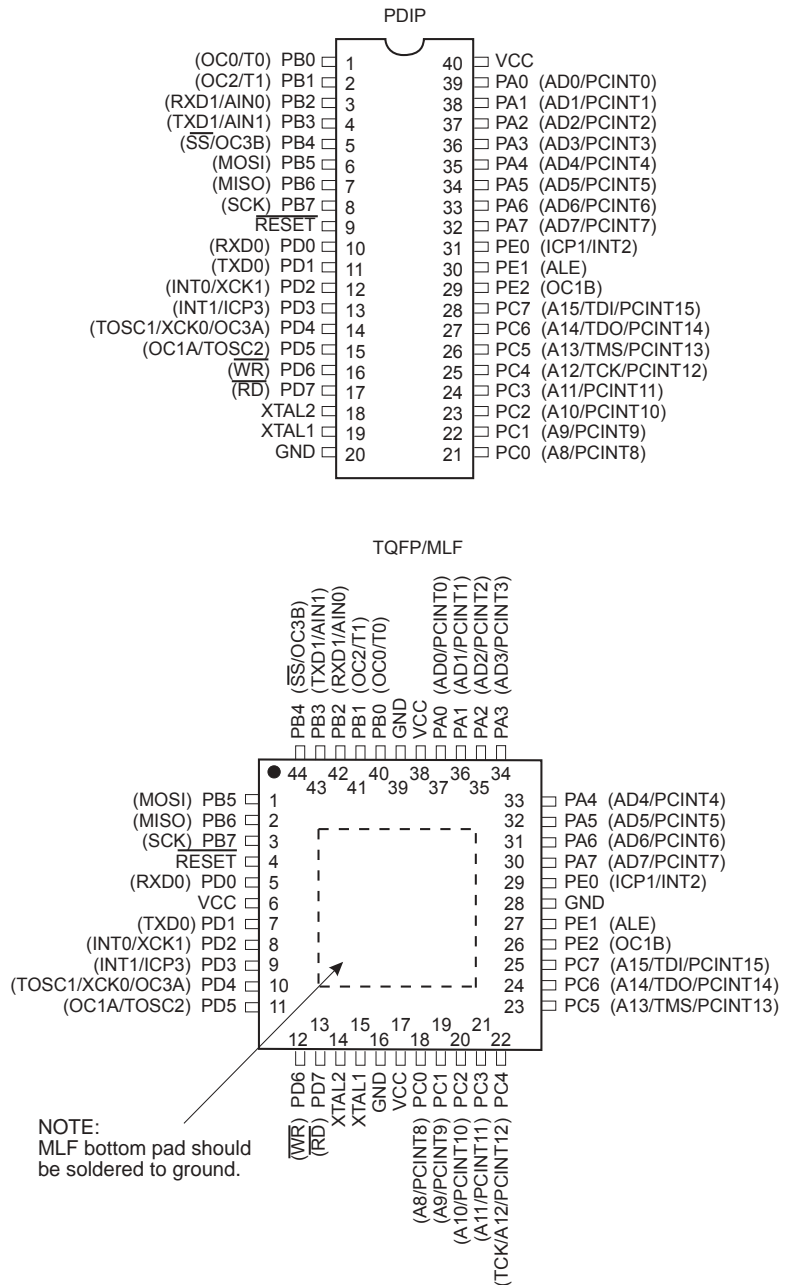 PDIP
(OC0/T0) PB0 1
(OC2/T1) PB1 2
(RXD1/AIN0) PB2 3
(TXD1/AIN1) PB3 4
(SS/OC3B) PB4 5
(MOSI) PB5 6
(MISO) PB6 7
(SCK) PB7 8
RESET 9
(RXD0) PD0 10
(TXD0) PD1 11
(INT0/XCK1) PD2 12
(INT1/ICP3) PD3 13
(TOSC1/XCK0/OC3A) PD4 14
(OC1A/TOSC2) PD5 15
(WR) PD6 16
(RD) PD7 17
XTAL2 18
XTAL1 19
GND 20
40 VCC
39 PA0 (AD0/PCINT0)
38 PA1 (AD1/PCINT1)
37 PA2 (AD2/PCINT2)
36 PA3 (AD3/PCINT3)
35 PA4 (AD4/PCINT4)
34 PA5 (AD5/PCINT5)
33 PA6 (AD6/PCINT6)
32 PA7 (AD7/PCINT7)
31 PE0 (ICP1/INT2)
30 PE1 (ALE)
29 PE2 (OC1B)
28 PC7 (A15/TDI/PCINT15)
27 PC6 (A14/TDO/PCINT14)
26 PC5 (A13/TMS/PCINT13)
25 PC4 (A12/TCK/PCINT12)
24 PC3 (A11/PCINT11)
23 PC2 (A10/PCINT10)
22 PC1 (A9/PCINT9)
21 PC0 (A8/PCINT8)
TQFP/MLF
PB4 (SS/OC3B)
PB3 (TXD1/AIN1)
PB2 (RXD1/AIN0)
PB1 (OC2/T1)
PB0 (OC0/T0)
GND
VCC
PA0 (AD0/PCINT0)
PA1 (AD1/PCINT1)
PA2 (AD2/PCINT2)
PA3 (AD3/PCINT3)
44 42 40 38 36 34
43 41 39 37 35
(MOSI) PB5 1
(MISO) PB6 2
(SCK) PB7 3
RESET 4
(RXD0) PD0 5
VCC 6
(TXD0) PD1 7
(INT0/XCK1) PD2 8
(INT1/ICP3) PD3 9
(TOSC1/XCK0/OC3A) PD4 10
(OC1A/TOSC2) PD5 11
33 PA4 (AD4/PCINT4)
32 PA5 (AD5/PCINT5)
31 PA6 (AD6/PCINT6)
30 PA7 (AD7/PCINT7)
29 PE0 (ICP1/INT2)
28 GND
27 PE1 (ALE)
26 PE2 (OC1B)
25 PC7 (A15/TDI/PCINT15)
24 PC6 (A14/TDO/PCINT14)
23 PC5 (A13/TMS/PCINT13)
13 15 17 19 21
12 14 16 18 20 22
(WR) PD6
(RD) PD7
XTAL2
XTAL1
GND
VCC
(A8/PCINT8) PC0
(A9/PCINT9) PC1
(A10/PCINT10) PC2
(A11/PCINT11) PC3
(TCK/A12/PCINT12) PC4
NOTE:
MLF bottom pad should
be soldered to ground.